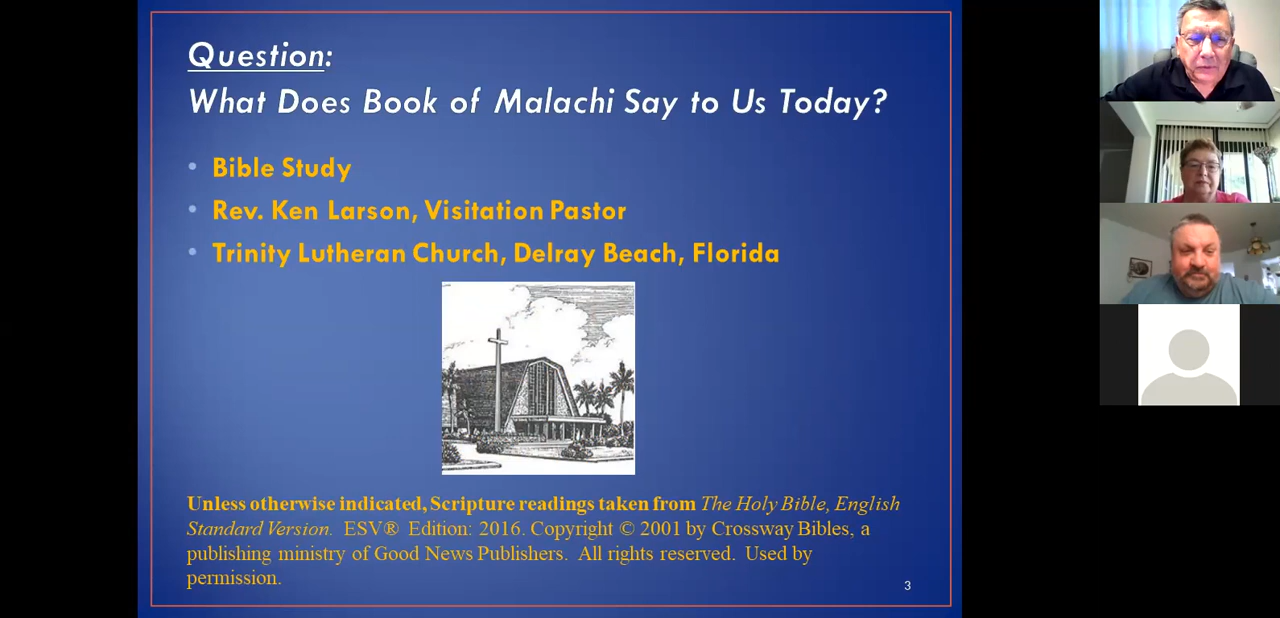 Question:
What Does Book of Malachi Say to Us Today?
• Bible Study
• Rev. Ken Larson, Visitation Pastor
• Trinity Lutheran Church, Delray Beach, Florida
Unless otherwise indicated, Scripture readings taken from The Holy Bible, English
Standard Version. ESV® Edition: 2016. Copyright © 2001 by Crossway Bibles, a
publishing ministry of Good News Publishers. All rights reserved. Used by
permission.
3